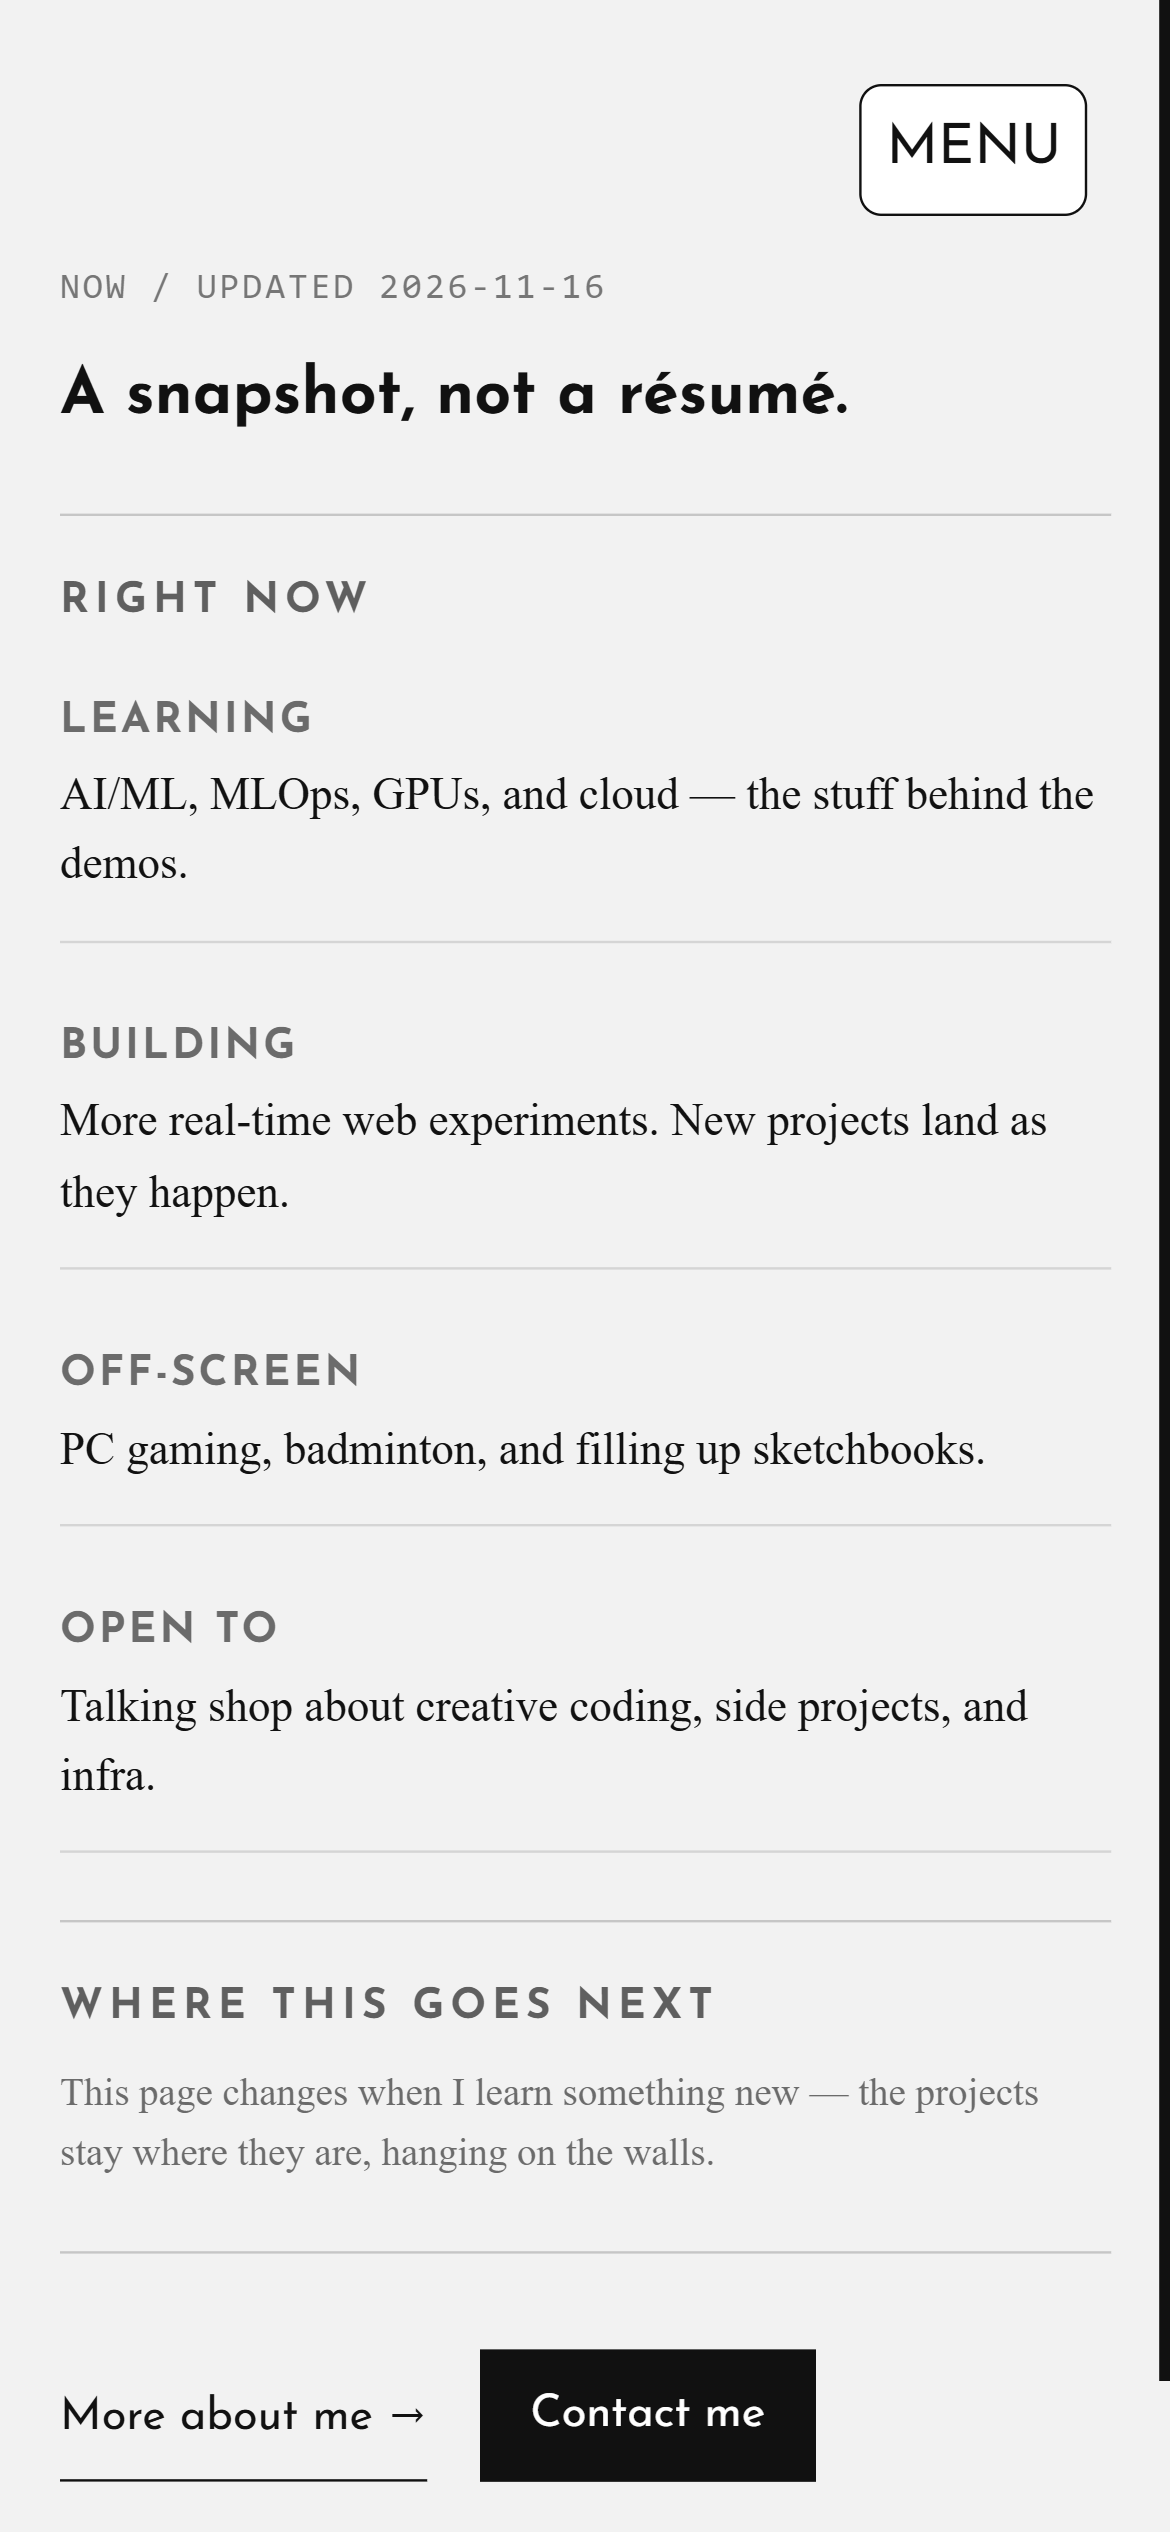 MENU
NOW / UPDATED 2026-11-16
A snapshot, not a résumé.
RIGHT NOW
LEARNING
AI/ML, MLOps, GPUs, and cloud — the stuff behind the
demos.
BUILDING
More real-time web experiments. New projects land as
they happen.
OFF-SCREEN
PC gaming, badminton, and filling up sketchbooks.
OPEN TO
Talking shop about creative coding, side projects, and
infra.
WHERE THIS GOES NEXT
This page changes when I learn something new — the projects
stay where they are, hanging on the walls.
More about me →
Contact me